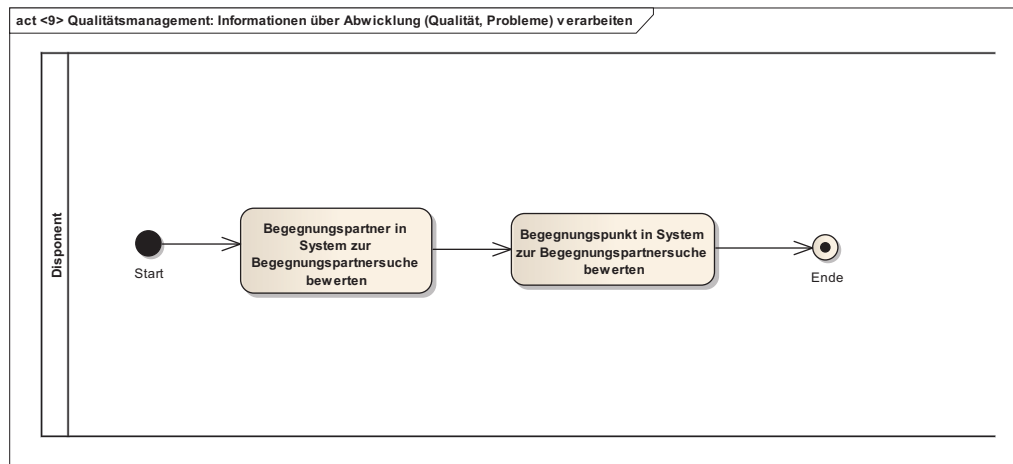 act <9> Qualitätsmanagement: Informationen über Abwicklung (Qualität, Probleme) verarbeiten
Disponent
Start
Begegnungspartner in
System zur
Begegnungspartnersuche
bewerten
Begegnungspunkt in System
zur Begegnungspartnersuche
bewerten
Ende